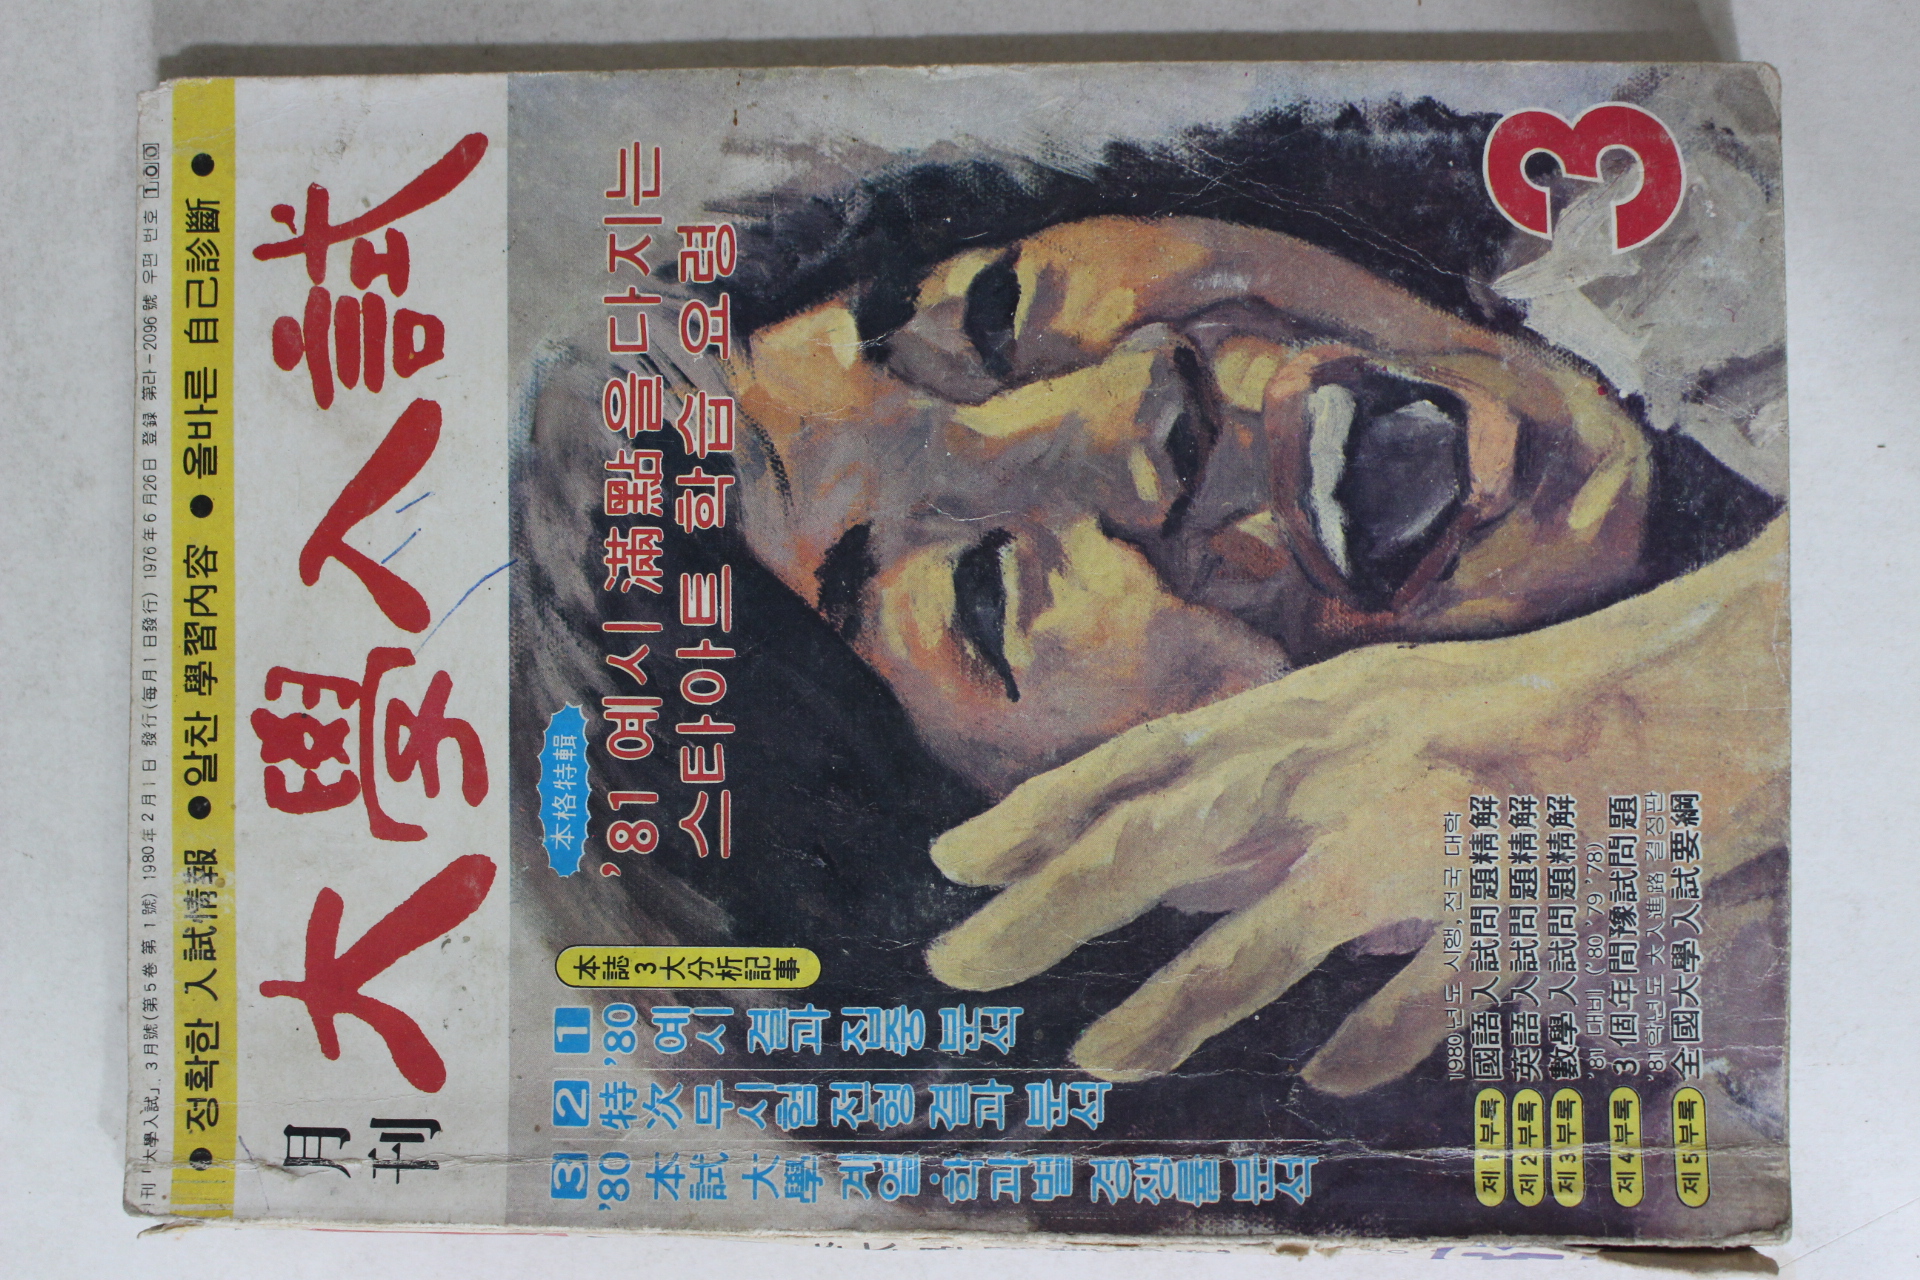 刊「大學入試」. 3月號(第5卷 第1號) 1980年 2月1日 發行(每月1日發行) 1976年 6月26日 登録 第라-2096號 우편 번호 100
● 정확한 入試情報 ● 알찬 學習内容 ● 올바른 自己診斷 ●
月刊
大學入試
3
本格特輯
'81 예시 滿點을 다지는
스타아트 학습 요령
本誌 3大分析記事
1 '80 예시 결과 집중 분석
2 特次 무시험 전형 결과 분석
3 '80 本試 大學 계열·학과별 경쟁률 분석
1980년도 시행, 전국 대학
제1부록 國語入試問題精解
제2부록 英語入試問題精解
제3부록 數學入試問題精解
'81 대비 ('80 '79 '78)
제4부록 3個年間豫試問題
'81학년도 大入進路 결정판
제5부록 全國大學入試要綱